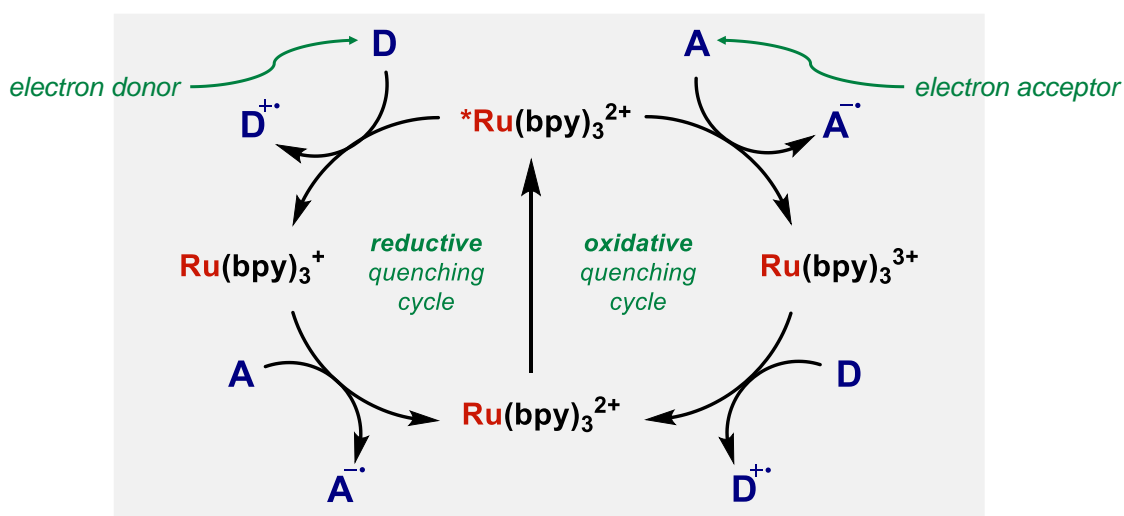 D
A
electron donor
electron acceptor
D+•
*Ru(bpy)₃²⁺
A−•
reductive
quenching
cycle
oxidative
quenching
cycle
Ru(bpy)₃⁺
Ru(bpy)₃³⁺
A
D
Ru(bpy)₃²⁺
A−•
D+•